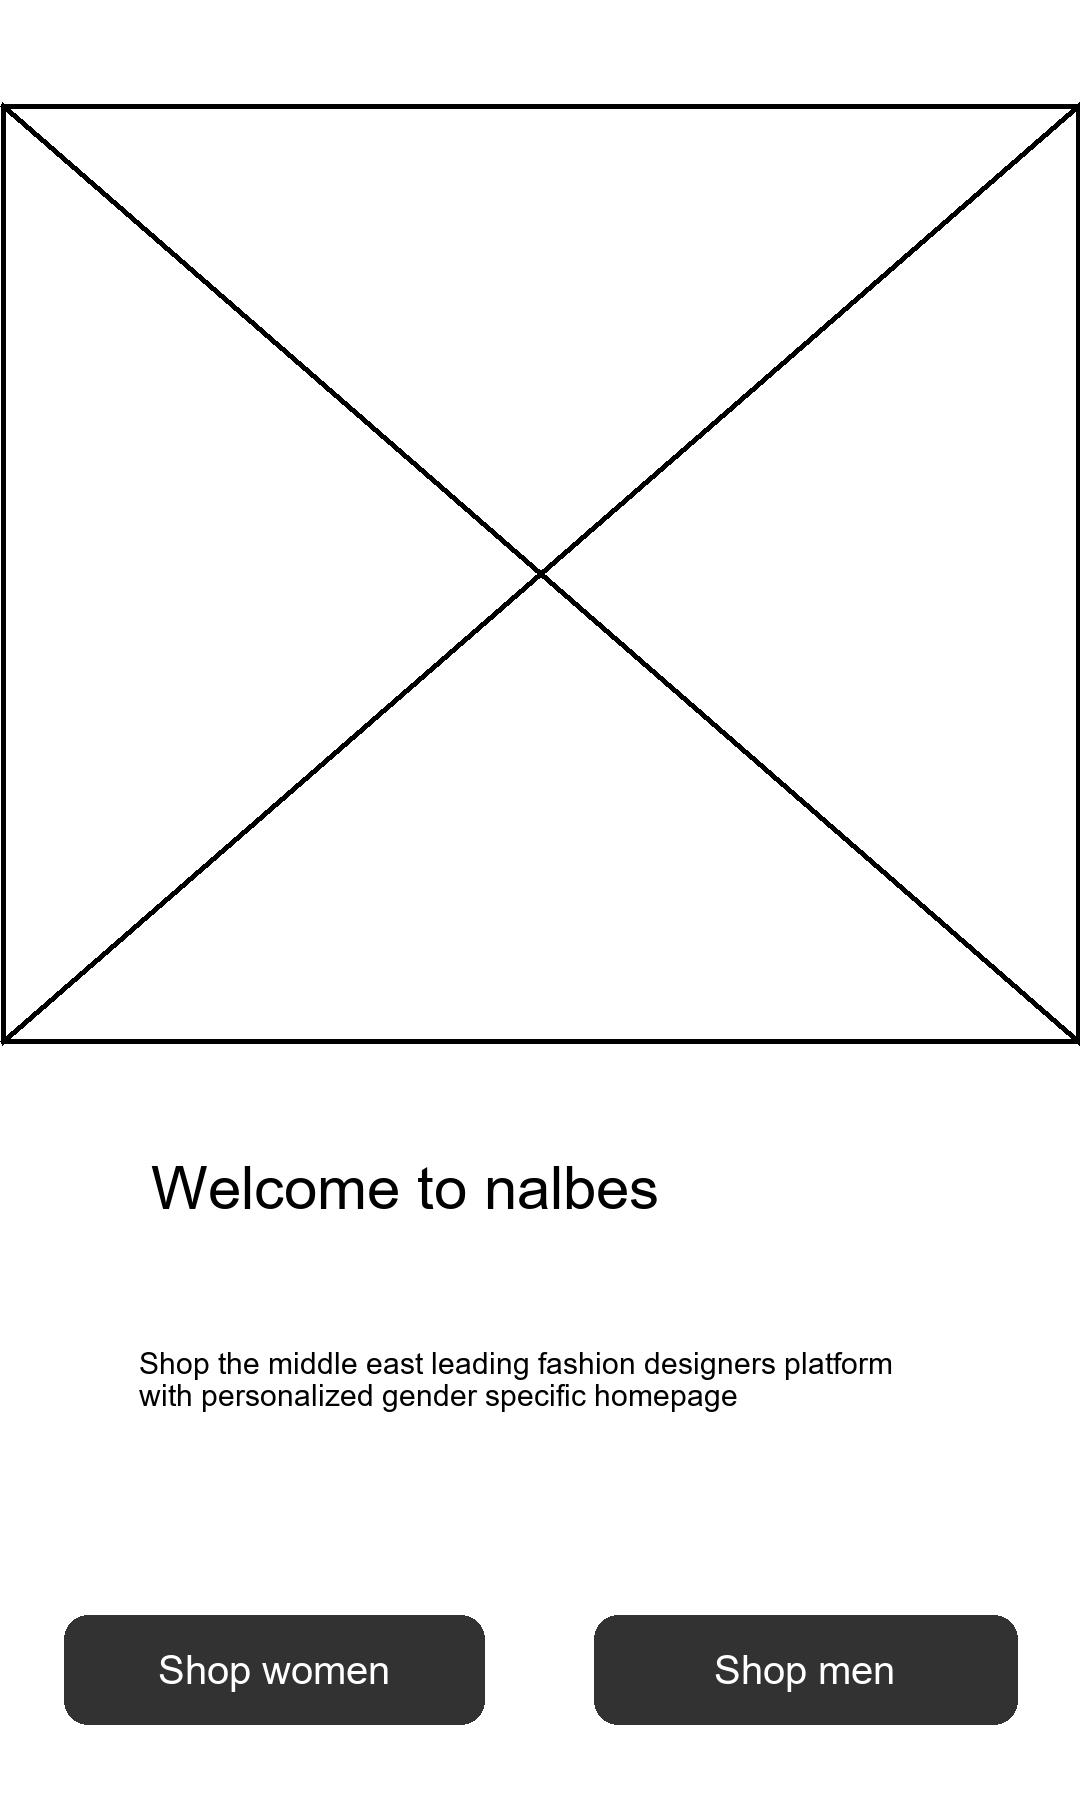 Welcome to nalbes
Shop the middle east leading fashion designers platform
with personalized gender specific homepage
Shop women
Shop men